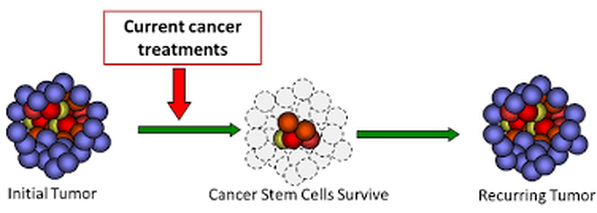 Current cancer
treatments
Initial Tumor
Cancer Stem Cells Survive
Recurring Tumor